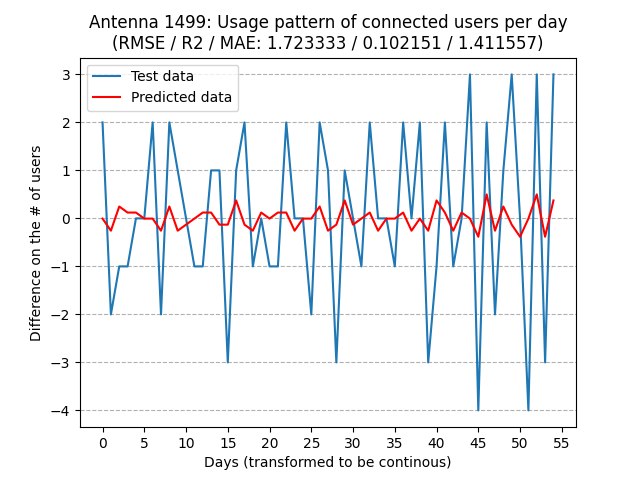 Antenna 1499: Usage pattern of connected users per day
(RMSE / R2 / MAE: 1.723333 / 0.102151 / 1.411557)
Test data
Predicted data
Difference on the # of users
3
2
1
0
−1
−2
−3
−4
0 5 10 15 20 25 30 35 40 45 50 55
Days (transformed to be continous)